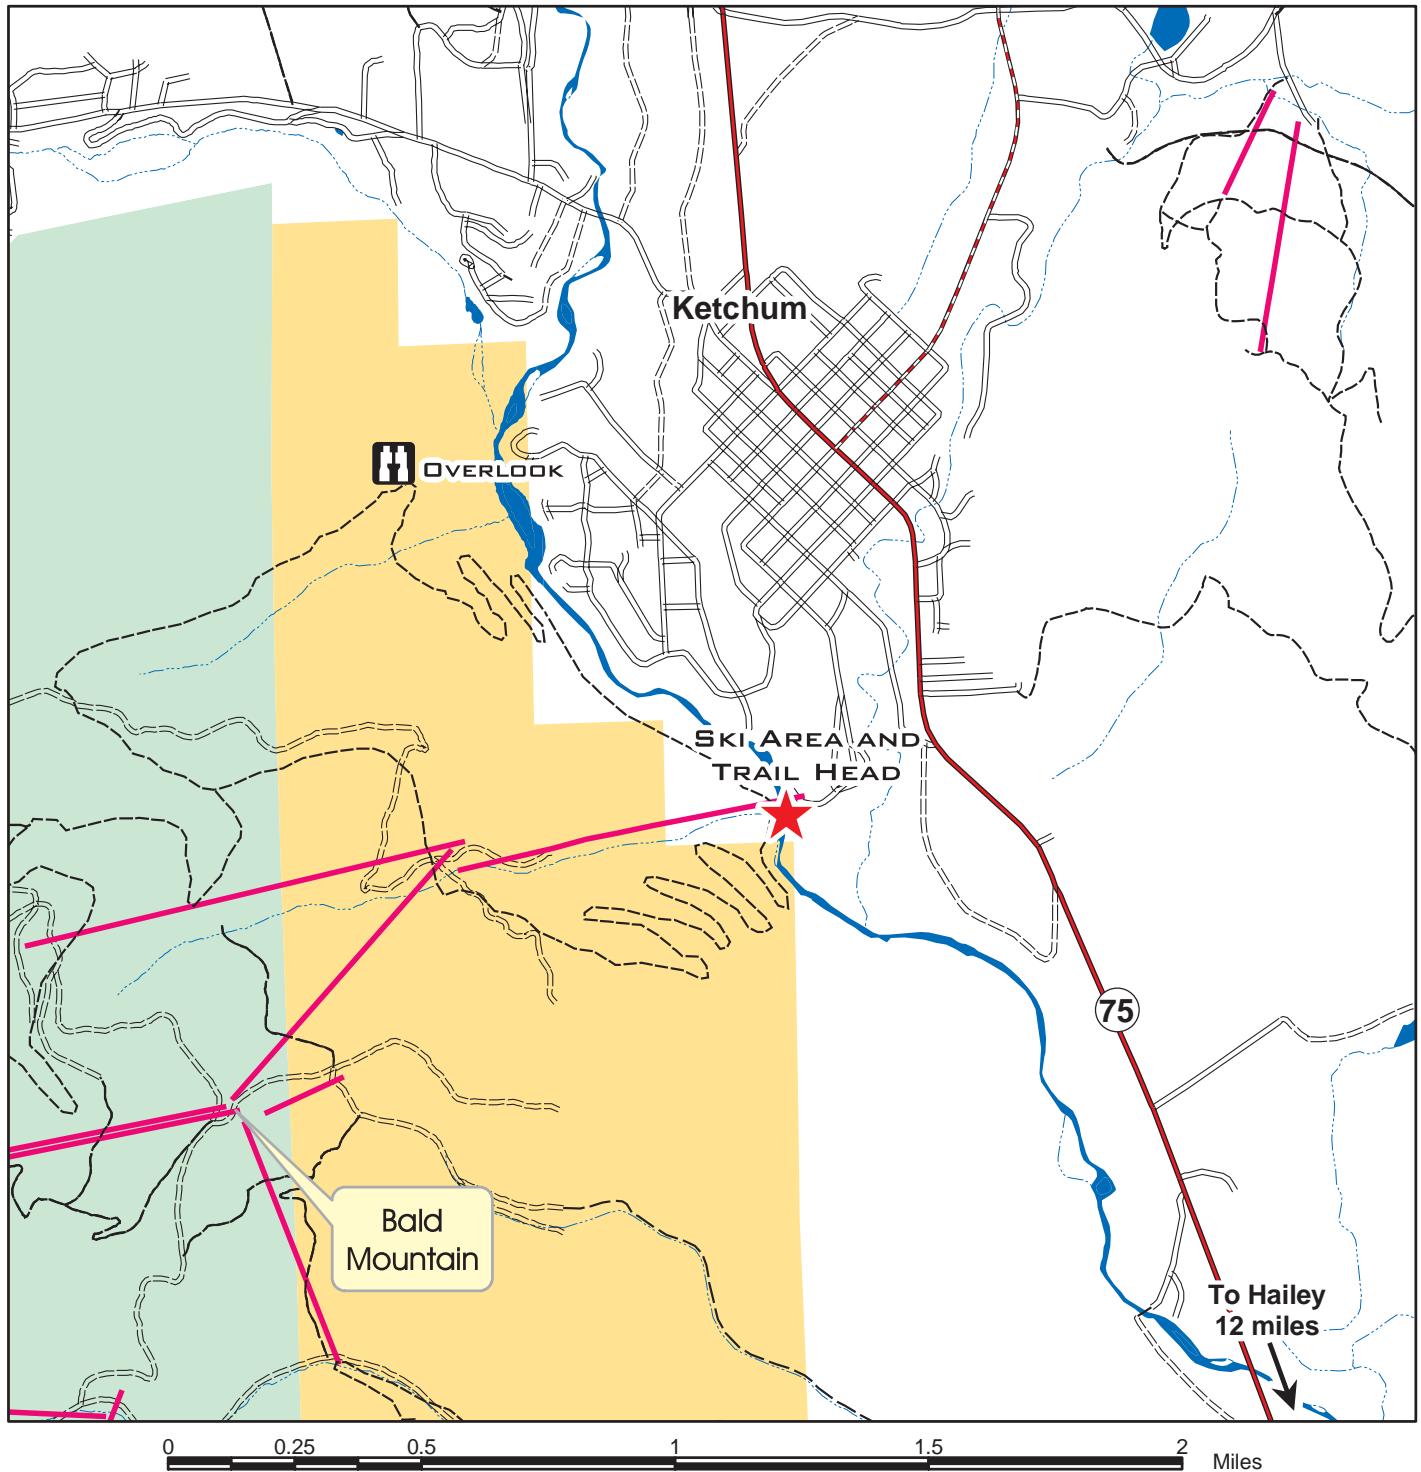 Ketchum
OVERLOOK
SKI AREA AND
TRAIL HEAD
75
Bald
Mountain
To Hailey
12 miles
0 0.25 0.5 1 1.5 2 Miles